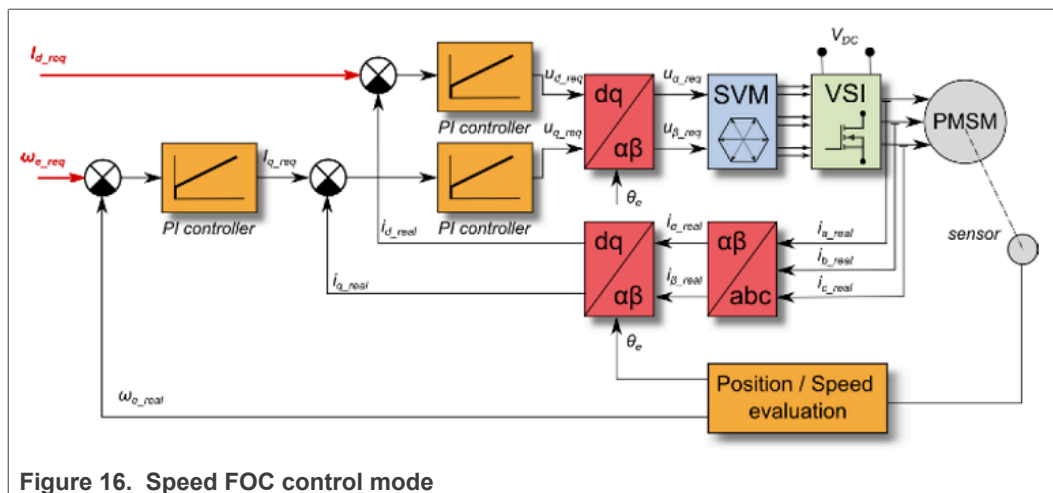 V_DC
I_d_req
u_d_req
u_α_req
dq
SVM
VSI
PMSM
PI controller
ω_e_req
I_q_req
u_q_req
u_β_req
αβ
PI controller
PI controller
θ_e
sensor
i_d_real
dq
i_α_real
αβ
i_a_real
i_b_real
i_q_real
αβ
i_β_real
abc
i_c_real
θ_e
Position / Speed
evaluation
ω_e_real
Figure 16. Speed FOC control mode